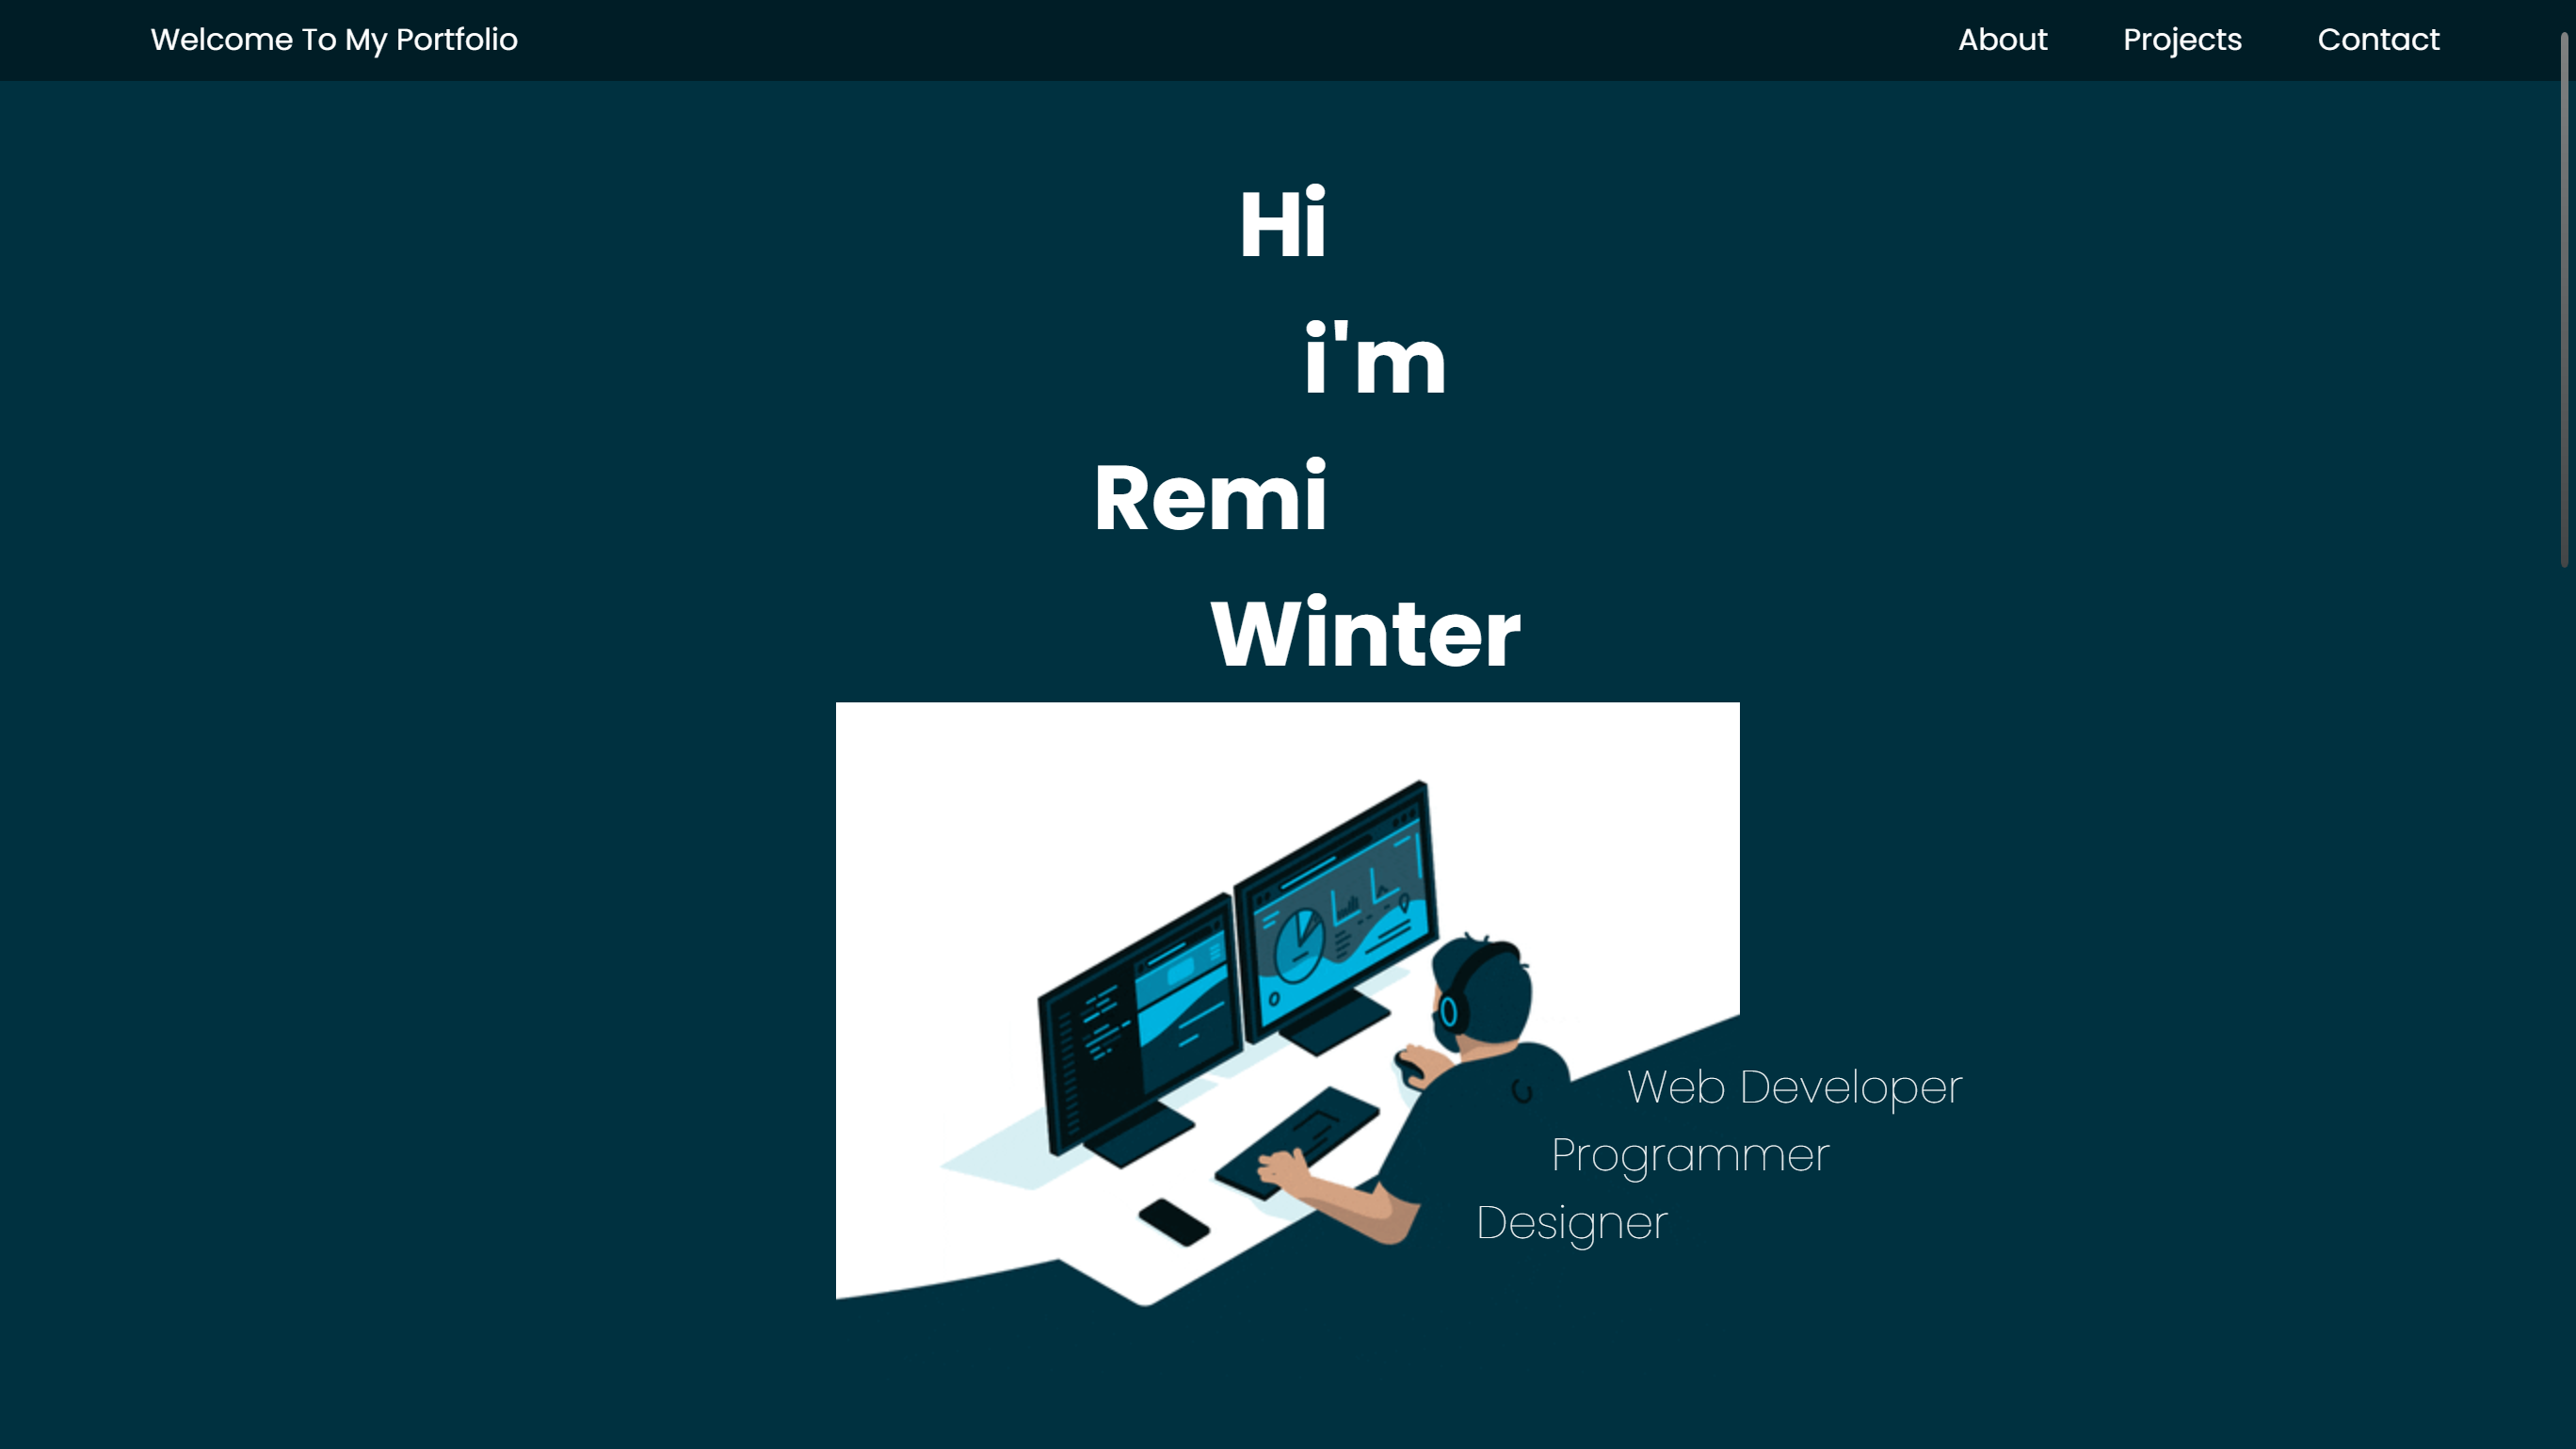 Welcome To My Portfolio
About Projects Contact
Hi
i'm
Remi
Winter
Web Developer
Programmer
Designer